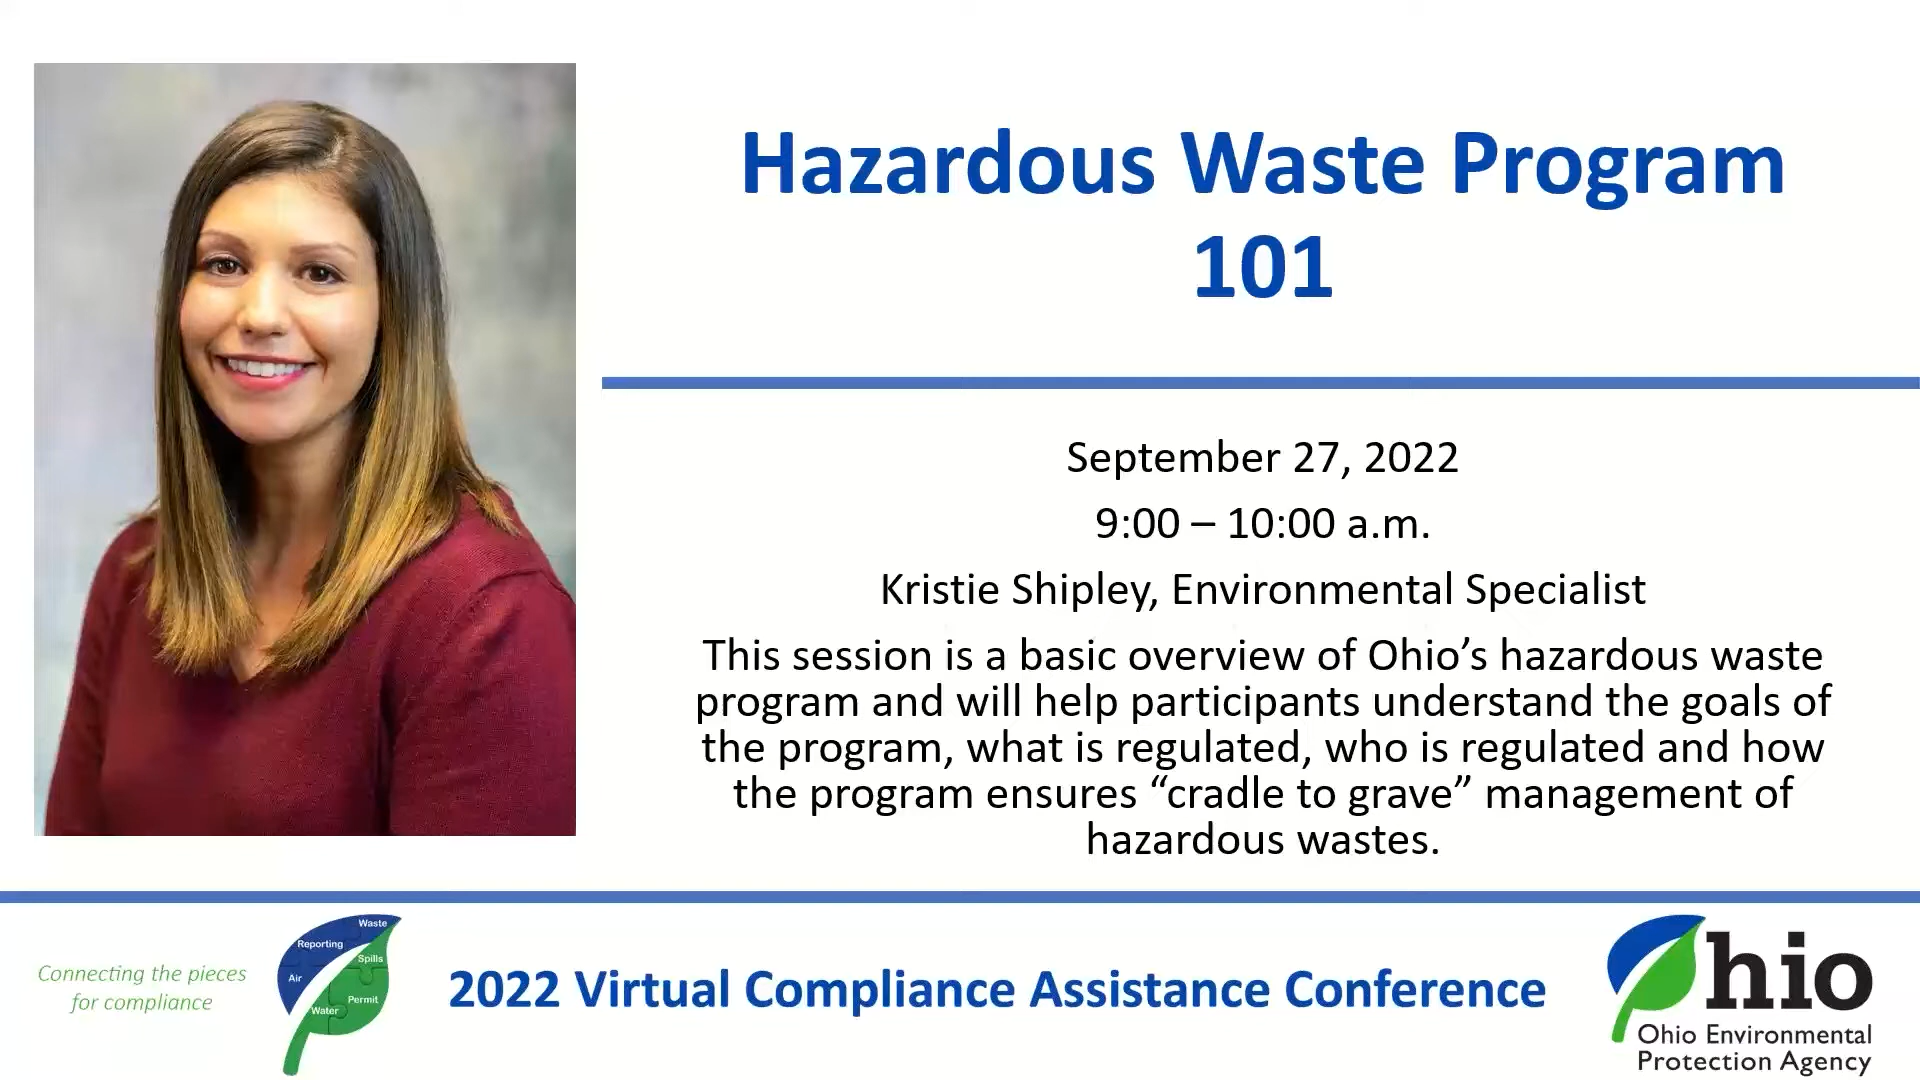 Hazardous Waste Program
101
September 27, 2022
9:00 – 10:00 a.m.
Kristie Shipley, Environmental Specialist
This session is a basic overview of Ohio’s hazardous waste
program and will help participants understand the goals of
the program, what is regulated, who is regulated and how
the program ensures “cradle to grave” management of
hazardous wastes.
Connecting the pieces
for compliance
Waste
Reporting
Spills
Air
Permit
Water
2022 Virtual Compliance Assistance Conference
Ohio
Ohio Environmental
Protection Agency